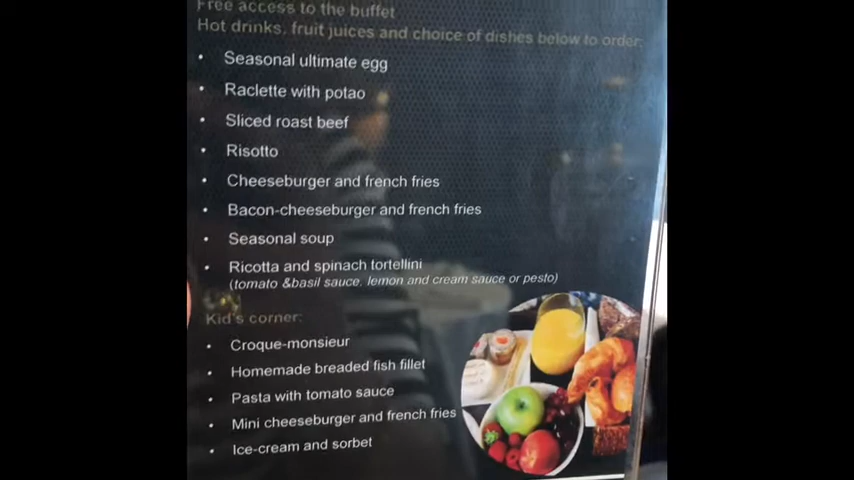 Free access to the buffet
Hot drinks, fruit juices and choice of dishes below to order:
• Seasonal ultimate egg
• Raclette with potao
• Sliced roast beef
• Risotto
• Cheeseburger and french fries
• Bacon-cheeseburger and french fries
• Seasonal soup
• Ricotta and spinach tortellini
(tomato &basil sauce, lemon and cream sauce or pesto)
Kid's corner:
• Croque-monsieur
• Homemade breaded fish fillet
• Pasta with tomato sauce
• Mini cheeseburger and french fries
• Ice-cream and sorbet